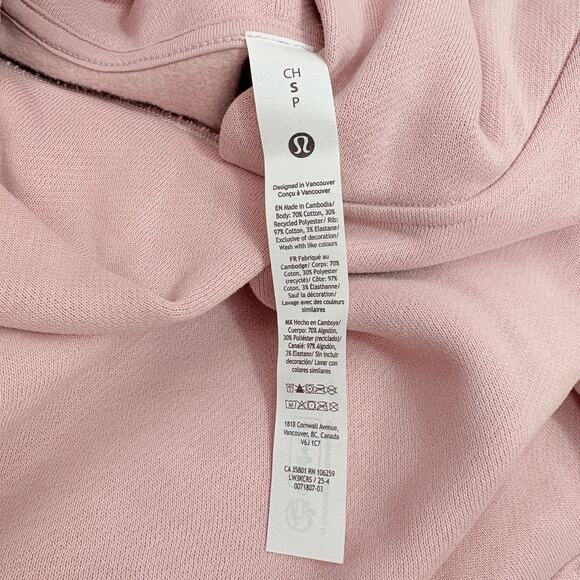 CH
S
P
Designed in Vancouver
Conçu à Vancouver
EN Made in Cambodia/
Body: 70% Cotton, 30%
Recycled Polyester/ Rib:
97% Cotton, 3% Elastane/
Exclusive of decoration/
Wash with like colours
FR Fabriqué au
Cambodge/ Corps: 70%
Coton, 30% Polyester
(recyclé)/ Côte: 97%
Coton, 3% Élasthanne/
Sauf la décoration/
Lavage avec des couleurs
similaires
MX Hecho en Camboya/
Cuerpo: 70% Algodón,
30% Poliéster (reciclado)/
Canalé: 97% Algodón,
3% Elastano/ Sin incluir
decoración/ Lavar con
colores similares
1818 Cornwall Avenue,
Vancouver, BC, Canada
V6J 1C7
CA 35801 RN 106259
LW3KCRS / 25-4
0071807-03